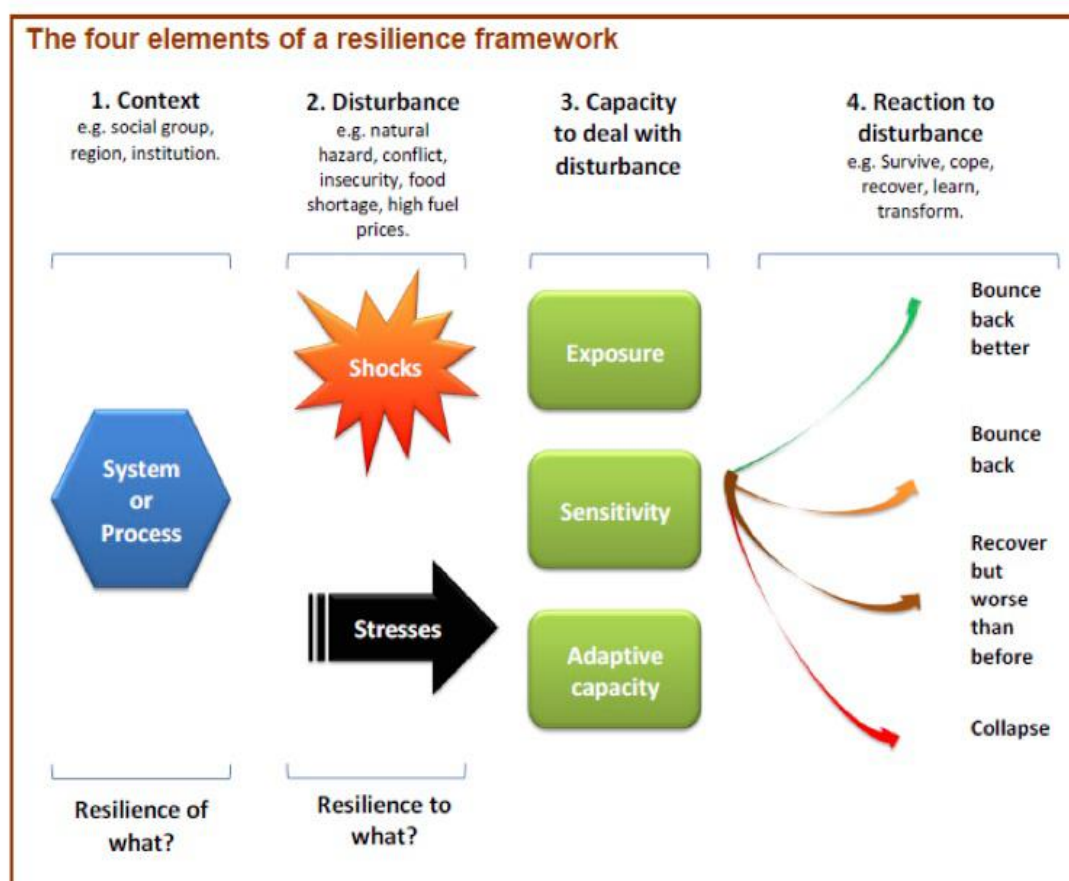 The four elements of a resilience framework
1. Context
e.g. social group,
region, institution.
2. Disturbance
e.g. natural
hazard, conflict,
insecurity, food
shortage, high fuel
prices.
3. Capacity
to deal with
disturbance
4. Reaction to
disturbance
e.g. Survive, cope,
recover, learn,
transform.
System
or
Process
Shocks
Stresses
Exposure
Sensitivity
Adaptive
capacity
Bounce
back
better
Bounce
back
Recover
but
worse
than
before
Collapse
Resilience of
what?
Resilience to
what?